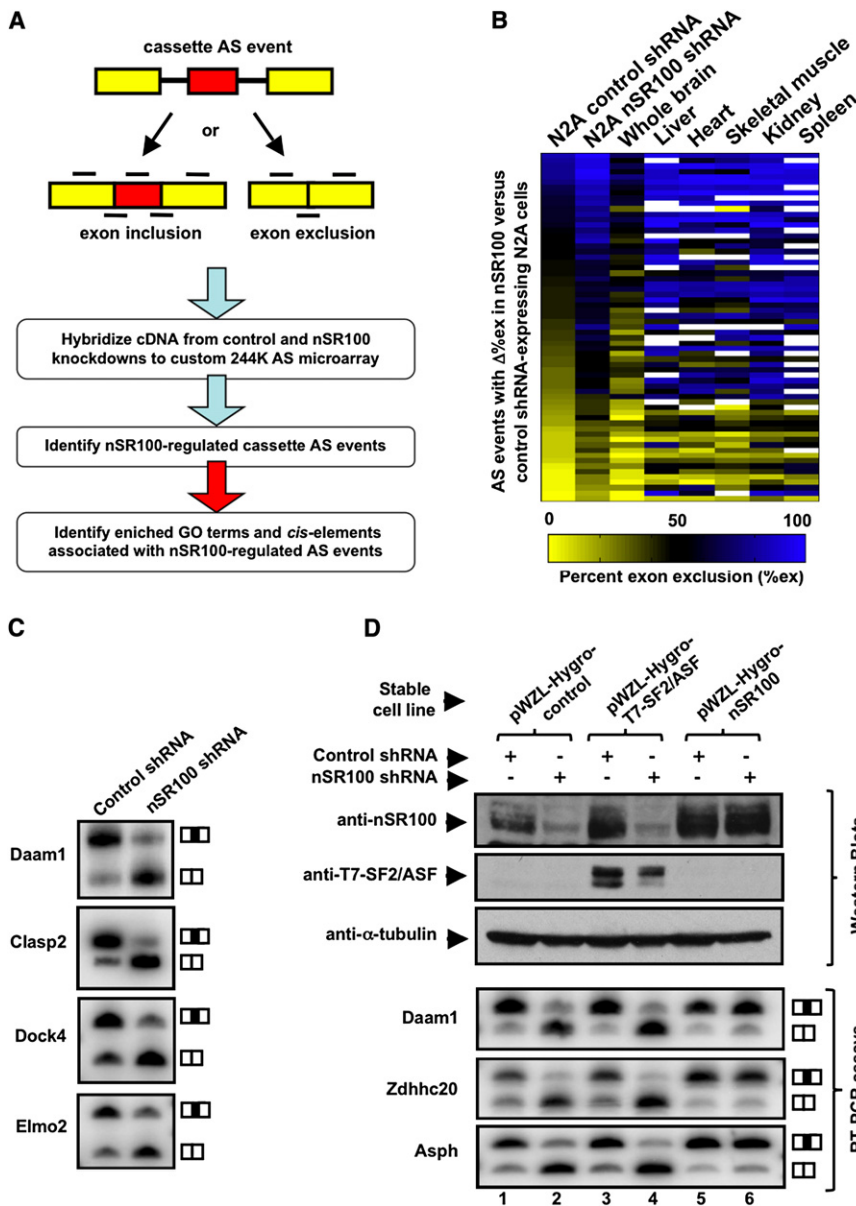 A
cassette AS event
or
exon inclusion
exon exclusion
Hybridize cDNA from control and nSR100
knockdowns to custom 244K AS microarray
Identify nSR100-regulated cassette AS events
Identify enriched GO terms and cis-elements
associated with nSR100-regulated AS events
B
N2A control shRNA
N2A nSR100 shRNA
Whole brain
Liver
Heart
Skeletal muscle
Kidney
Spleen
AS events with Δ%ex in nSR100 versus
control shRNA-expressing N2A cells
0
50
100
Percent exon exclusion (%ex)
C
Control shRNA
nSR100 shRNA
Daam1
Clasp2
Dock4
Elmo2
D
Stable
cell line
pWZL-Hygro-
control
pWZL-Hygro-
T7-SF2/ASF
pWZL-Hygro-
nSR100
Control shRNA
+ - + - + -
nSR100 shRNA
- + - + - +
anti-nSR100
anti-T7-SF2/ASF
anti-α-tubulin
Western Blots
Daam1
Zdhhc20
Asph
RT-PCR assays
1 2 3 4 5 6